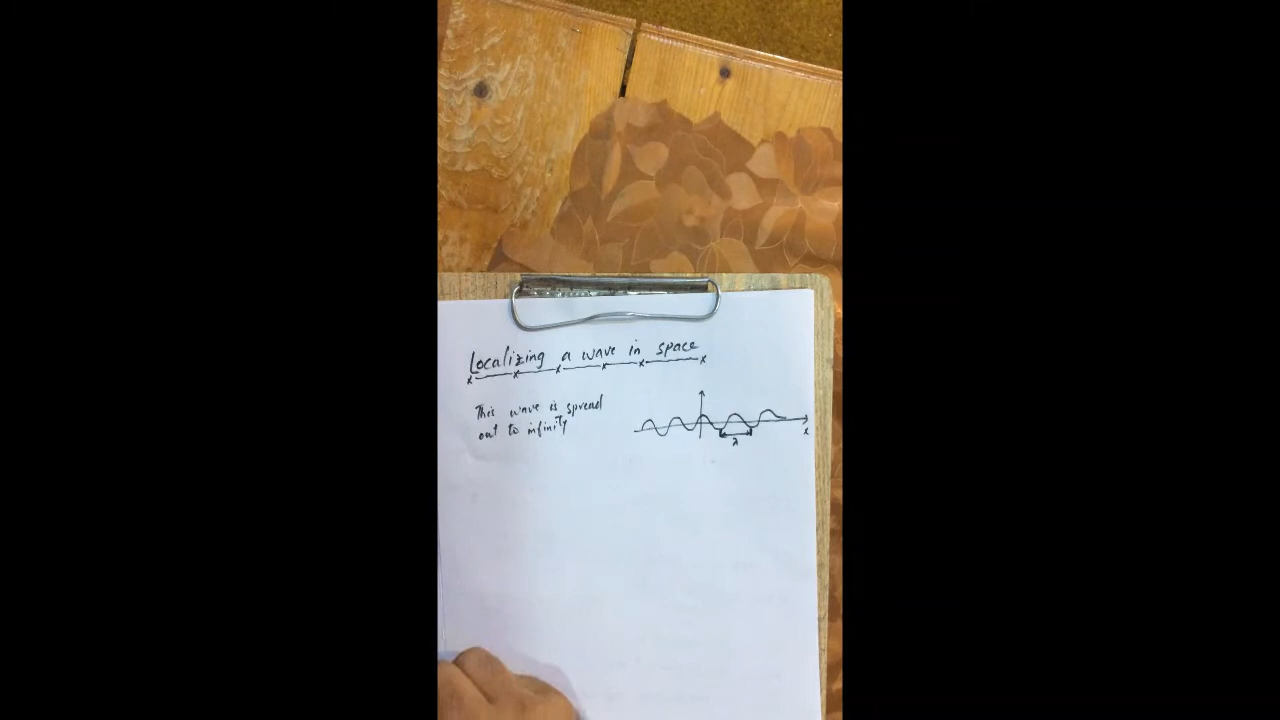 Localizing a wave in space
This wave is spread
out to infinity
λ
x